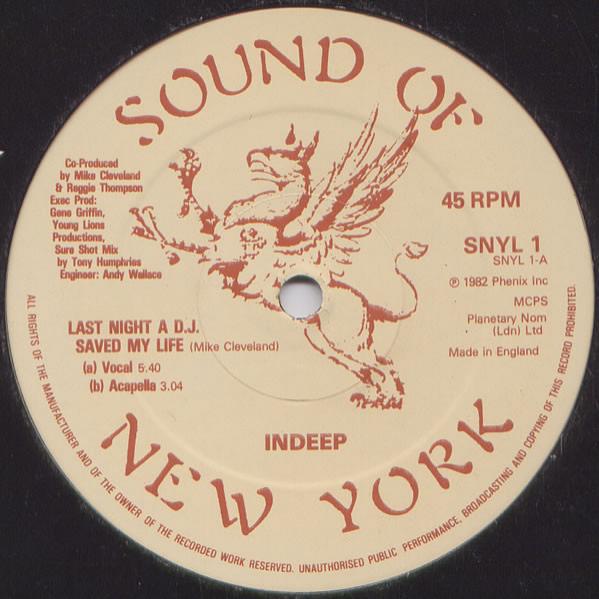 SOUND OF
Co-Produced
by Mike Cleveland
& Reggie Thompson
Exec Prod:
Gene Griffin,
Young Lions
Productions,
Sure Shot Mix
by Tony Humphries
Engineer: Andy Wallace
45 RPM
SNYL 1
SNYL 1-A
℗ 1982 Phenix Inc
MCPS
Planetary Nom
(Ldn) Ltd
Made in England
LAST NIGHT A D.J.
SAVED MY LIFE (Mike Cleveland)
(a) Vocal 5.40
(b) Acapella 3.04
INDEEP
NEW YORK
ALL RIGHTS OF THE MANUFACTURER AND OF THE OWNER OF THE RECORDED WORK RESERVED. UNAUTHORISED PUBLIC PERFORMANCE, BROADCASTING AND COPYING OF THIS RECORD PROHIBITED.